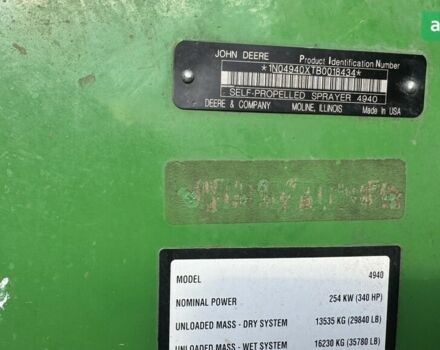 a
JOHN DEERE Product Identification Number
*1N04940XTB0018434*
SELF-PROPELLED SPRAYER 4940
DEERE & COMPANY MOLINE, ILLINOIS Made in USA
MODEL 4940
NOMINAL POWER 254 KW (340 HP)
UNLOADED MASS - DRY SYSTEM 13535 KG (29840 LB)
UNLOADED MASS - WET SYSTEM 16230 KG (35780 LB)